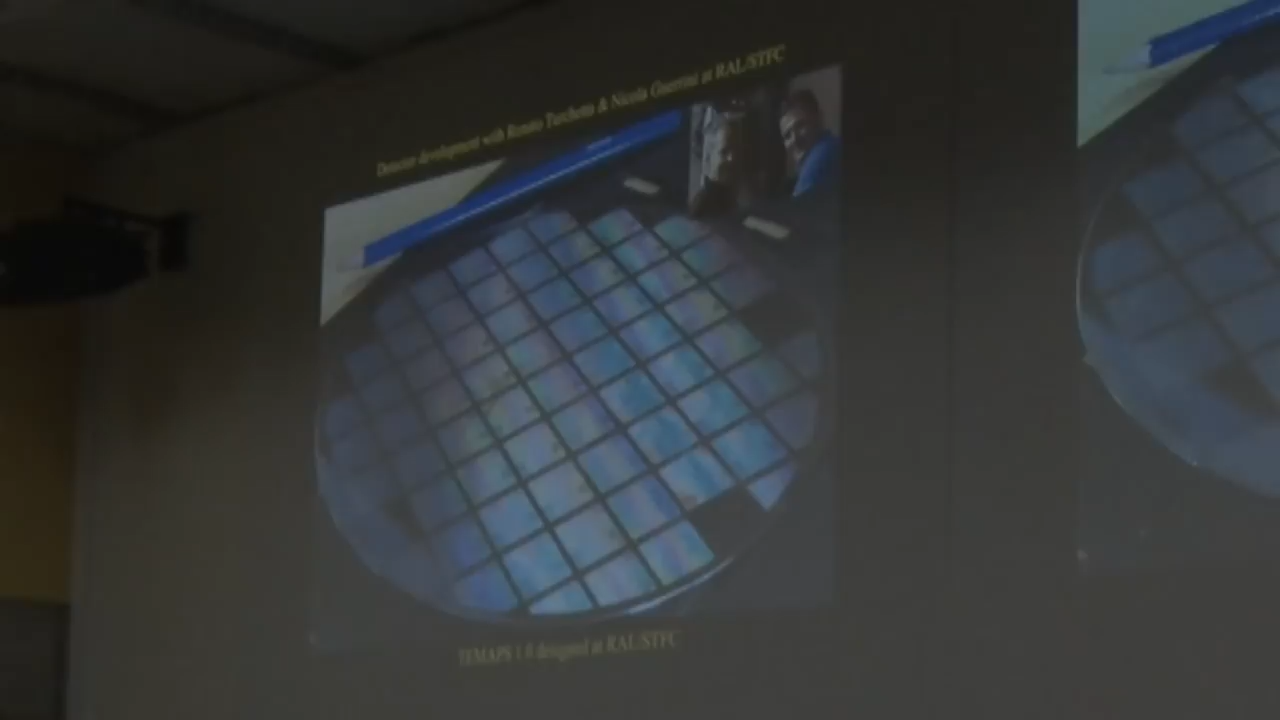 Detector development with Renato Turchetta & Nicola Guerrini at RAL/STFC
TEMAPS 1.0 designed at RAL/STFC